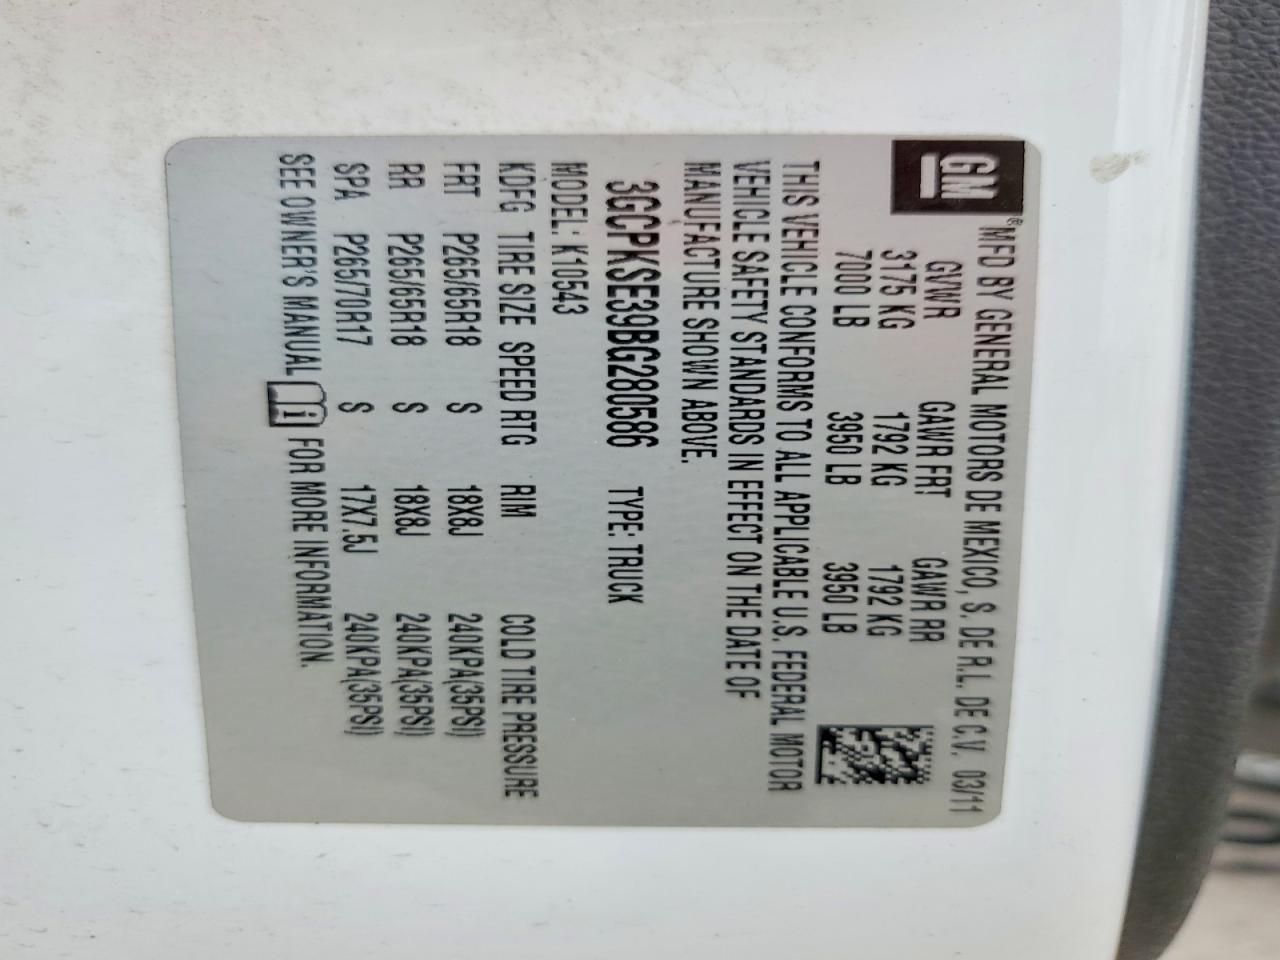 GM ® MFD BY GENERAL MOTORS DE MEXICO, S. DE R.L. DE C.V. 03/11
GVWR GAWR FRT GAWR RR
3175 KG 1792 KG 1792 KG
7000 LB 3950 LB 3950 LB
THIS VEHICLE CONFORMS TO ALL APPLICABLE U.S. FEDERAL MOTOR
VEHICLE SAFETY STANDARDS IN EFFECT ON THE DATE OF
MANUFACTURE SHOWN ABOVE.
3GCPKSE39BG280586 TYPE: TRUCK
MODEL: K10543
KDFG TIRE SIZE SPEED RTG RIM COLD TIRE PRESSURE
FRT P265/65R18 S 18X8J 240KPA(35PSI)
RR P265/65R18 S 18X8J 240KPA(35PSI)
SPA P265/70R17 S 17X7.5J 240KPA(35PSI)
SEE OWNER'S MANUAL i FOR MORE INFORMATION.